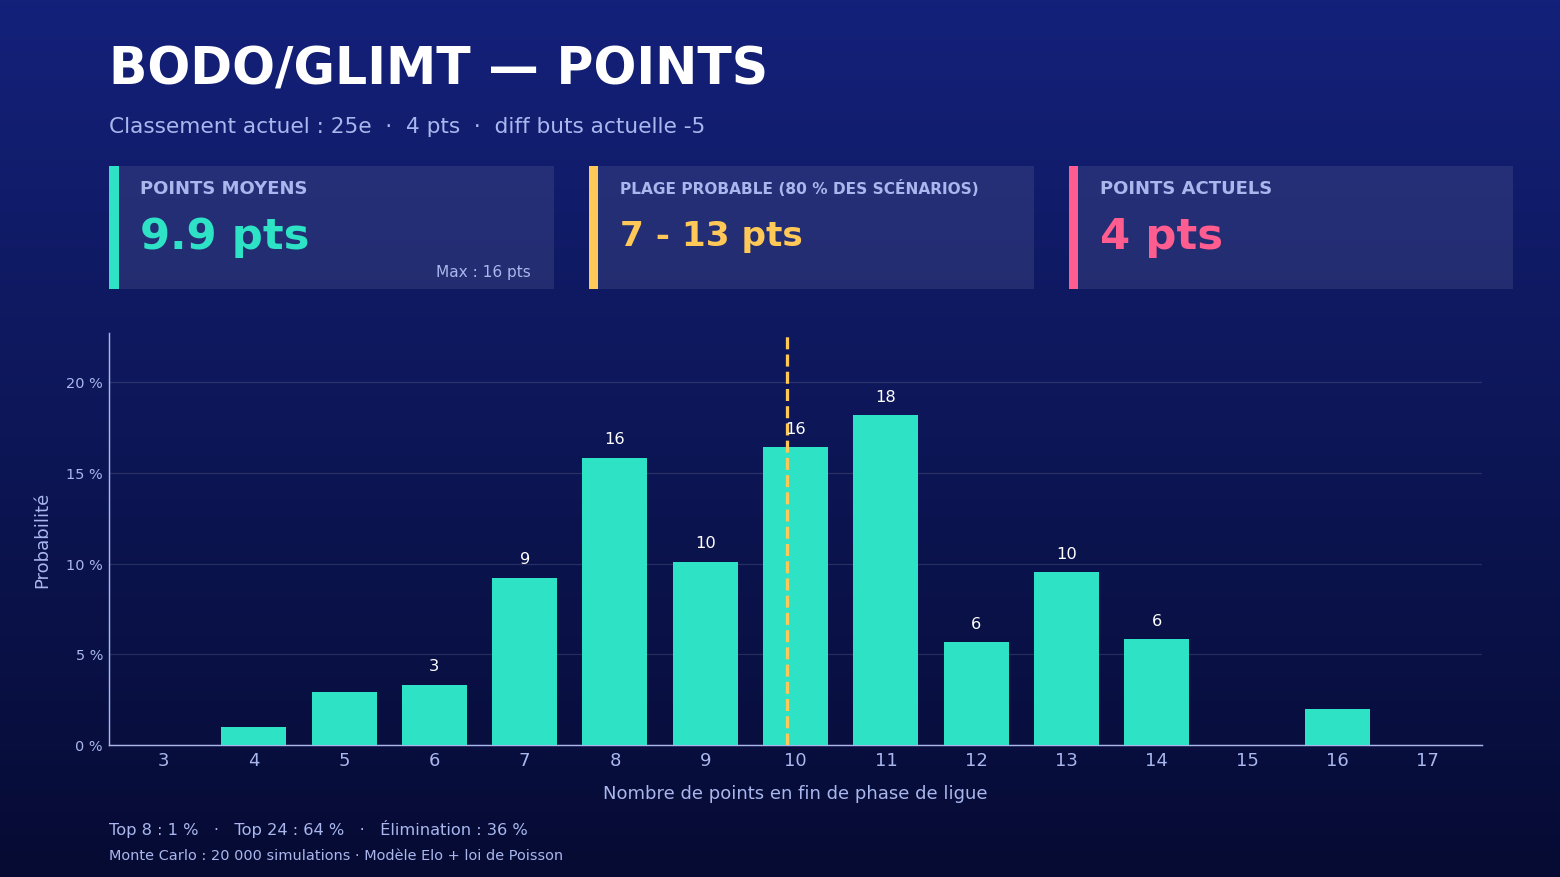 BODO/GLIMT — POINTS
Classement actuel : 25e · 4 pts · diff buts actuelle -5
POINTS MOYENS
9.9 pts
Max : 16 pts
PLAGE PROBABLE (80 % DES SCÉNARIOS)
7 - 13 pts
POINTS ACTUELS
4 pts
Probabilité
20 %
15 %
10 %
5 %
0 %
3
9
16
10
16
18
6
10
6
3 4 5 6 7 8 9 10 11 12 13 14 15 16 17
Nombre de points en fin de phase de ligue
Top 8 : 1 % · Top 24 : 64 % · Élimination : 36 %
Monte Carlo : 20 000 simulations · Modèle Elo + loi de Poisson